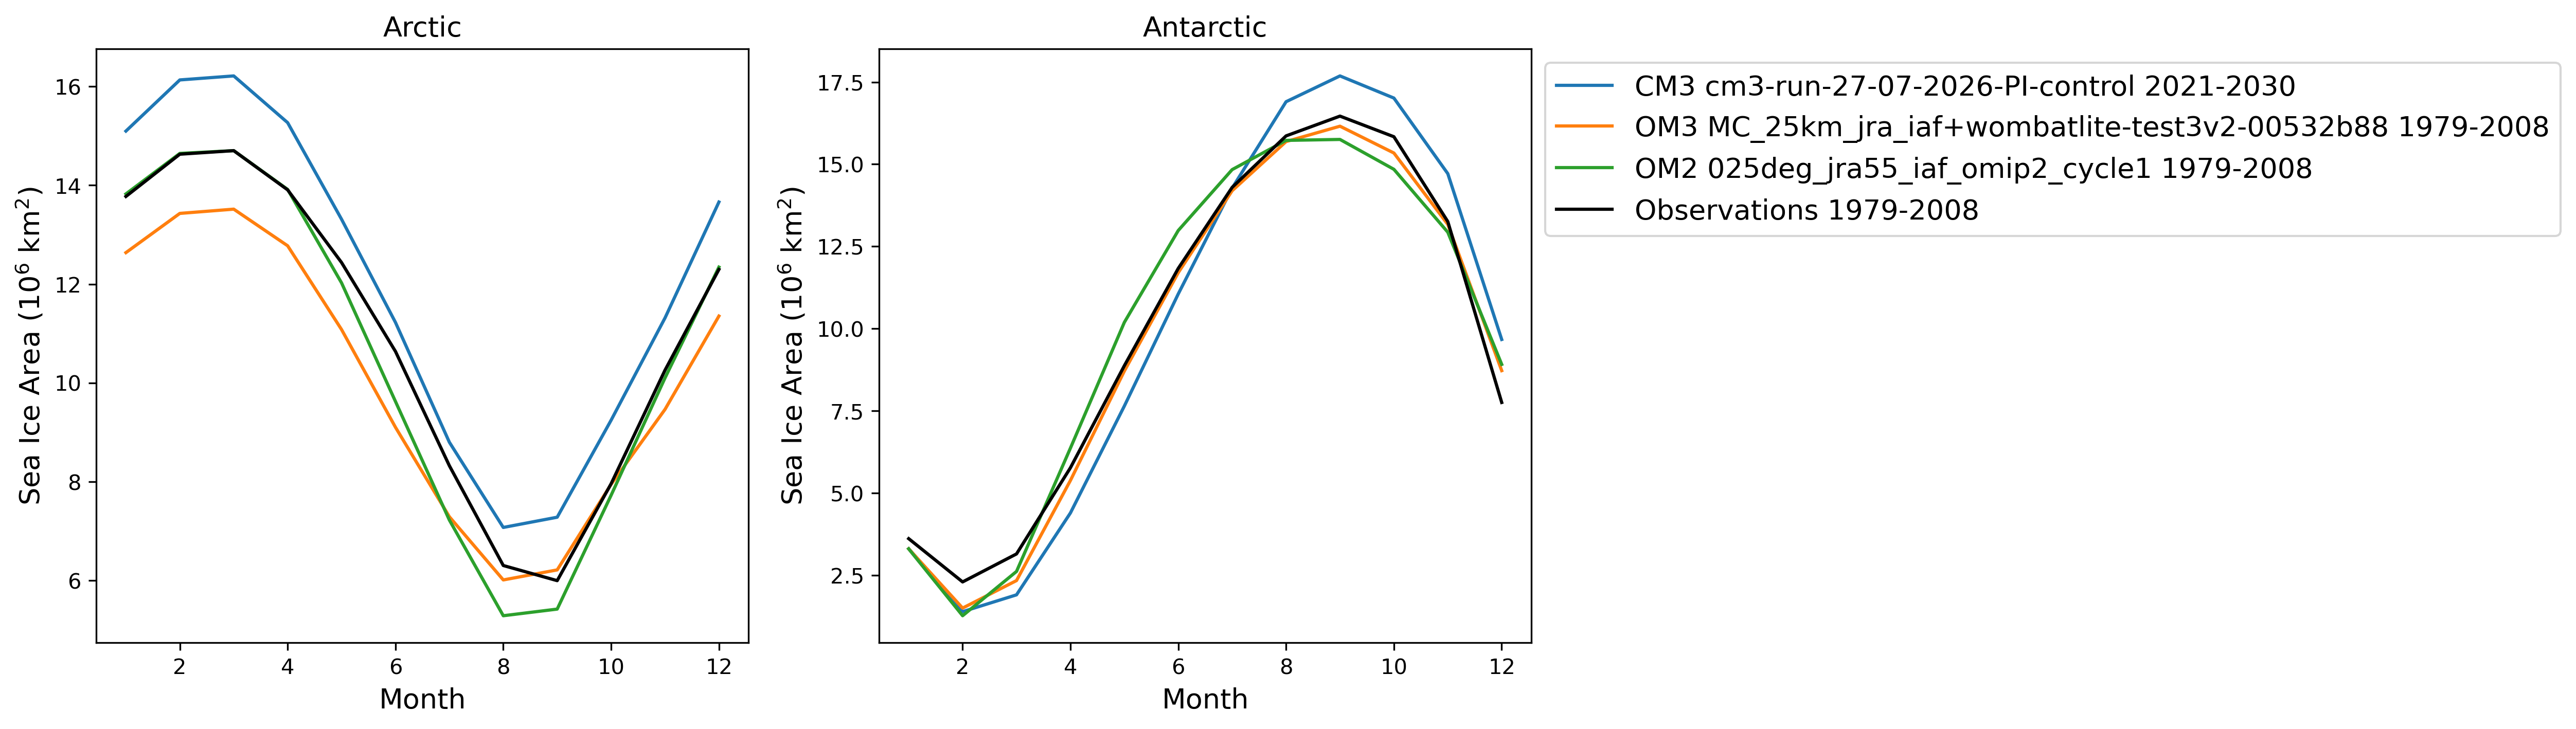 Arctic
Sea Ice Area (10⁶ km²)
16
14
12
10
8
6
2
4
6
8
10
12
Month
Antarctic
Sea Ice Area (10⁶ km²)
17.5
15.0
12.5
10.0
7.5
5.0
2.5
2
4
6
8
10
12
Month
CM3 cm3-run-27-07-2026-PI-control 2021-2030
OM3 MC_25km_jra_iaf+wombatlite-test3v2-00532b88 1979-2008
OM2 025deg_jra55_iaf_omip2_cycle1 1979-2008
Observations 1979-2008